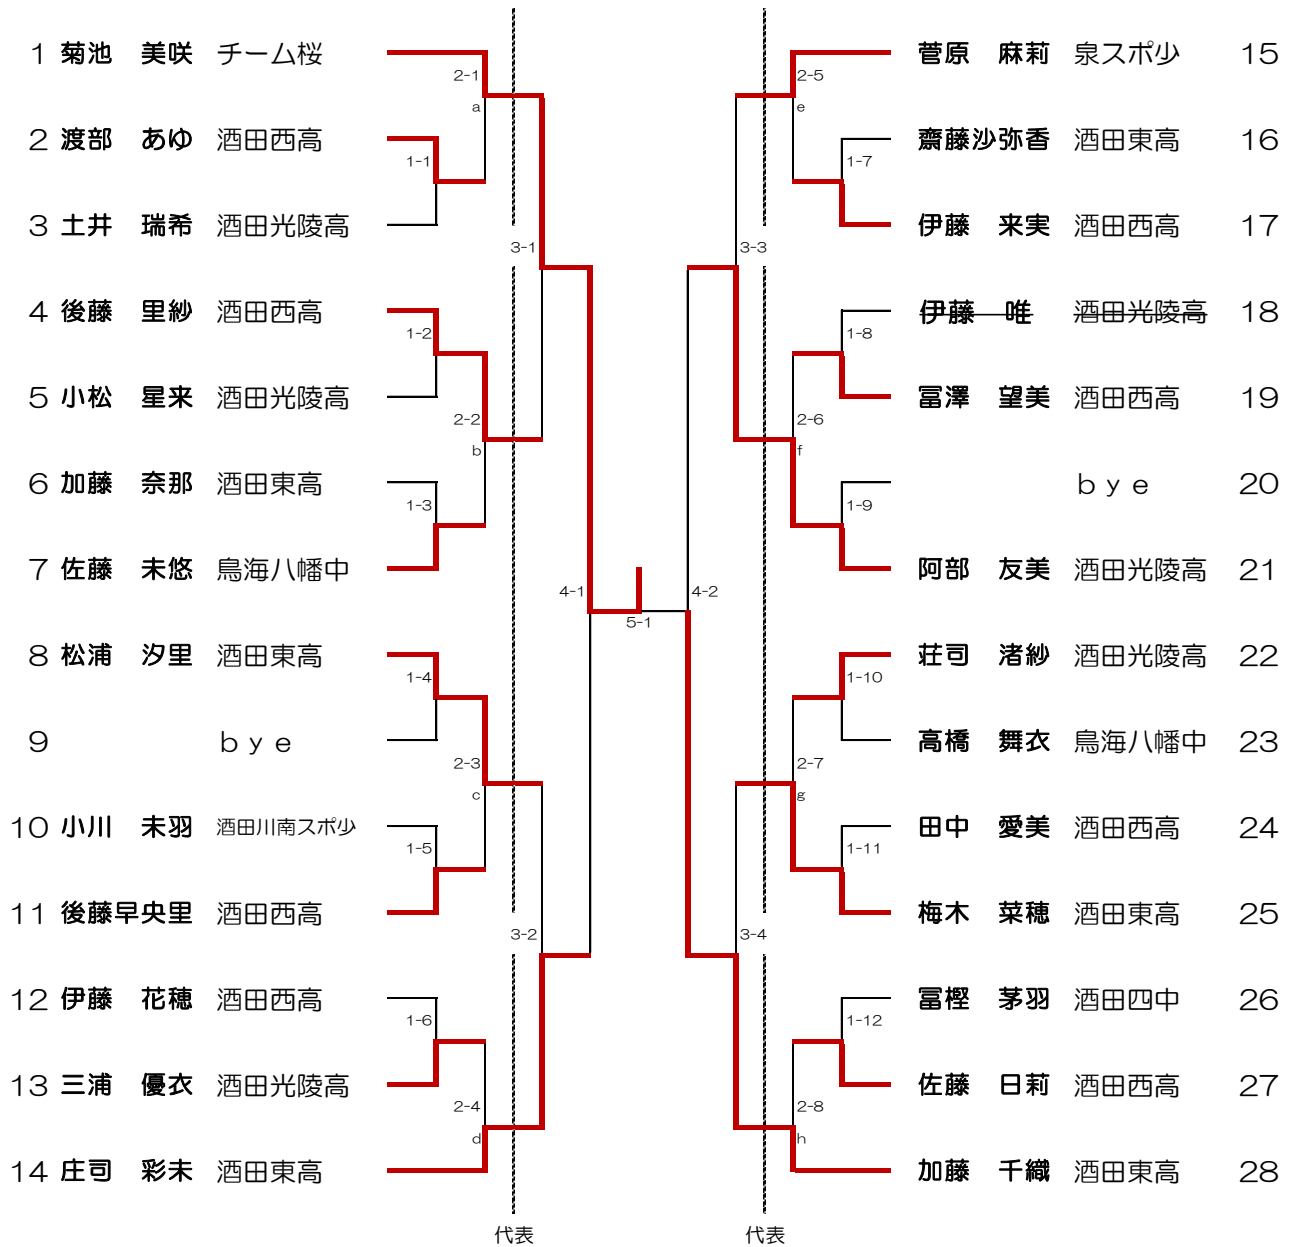 1 菊池 美咲 チーム桜
2 渡部 あゆ 酒田西高
3 土井 瑞希 酒田光陵高
4 後藤 里紗 酒田西高
5 小松 星来 酒田光陵高
6 加藤 奈那 酒田東高
7 佐藤 未悠 鳥海八幡中
8 松浦 汐里 酒田東高
9 bye
10 小川 未羽 酒田川南スポ少
11 後藤早央里 酒田西高
12 伊藤 花穂 酒田西高
13 三浦 優衣 酒田光陵高
14 庄司 彩未 酒田東高
2-1
a
1-1
3-1
1-2
2-2
b
1-3
4-1
1-4
2-3
c
1-5
3-2
1-6
2-4
d
代表
5-1
2-5
e
1-7
3-3
1-8
2-6
f
1-9
4-2
1-10
2-7
g
1-11
3-4
1-12
2-8
h
代表
菅原 麻莉 泉スポ少 15
齋藤沙弥香 酒田東高 16
伊藤 来実 酒田西高 17
伊藤 唯 酒田光陵高 18
冨澤 望美 酒田西高 19
bye 20
阿部 友美 酒田光陵高 21
荘司 渚紗 酒田光陵高 22
高橋 舞衣 鳥海八幡中 23
田中 愛美 酒田西高 24
梅木 菜穂 酒田東高 25
冨樫 茅羽 酒田四中 26
佐藤 日莉 酒田西高 27
加藤 千織 酒田東高 28